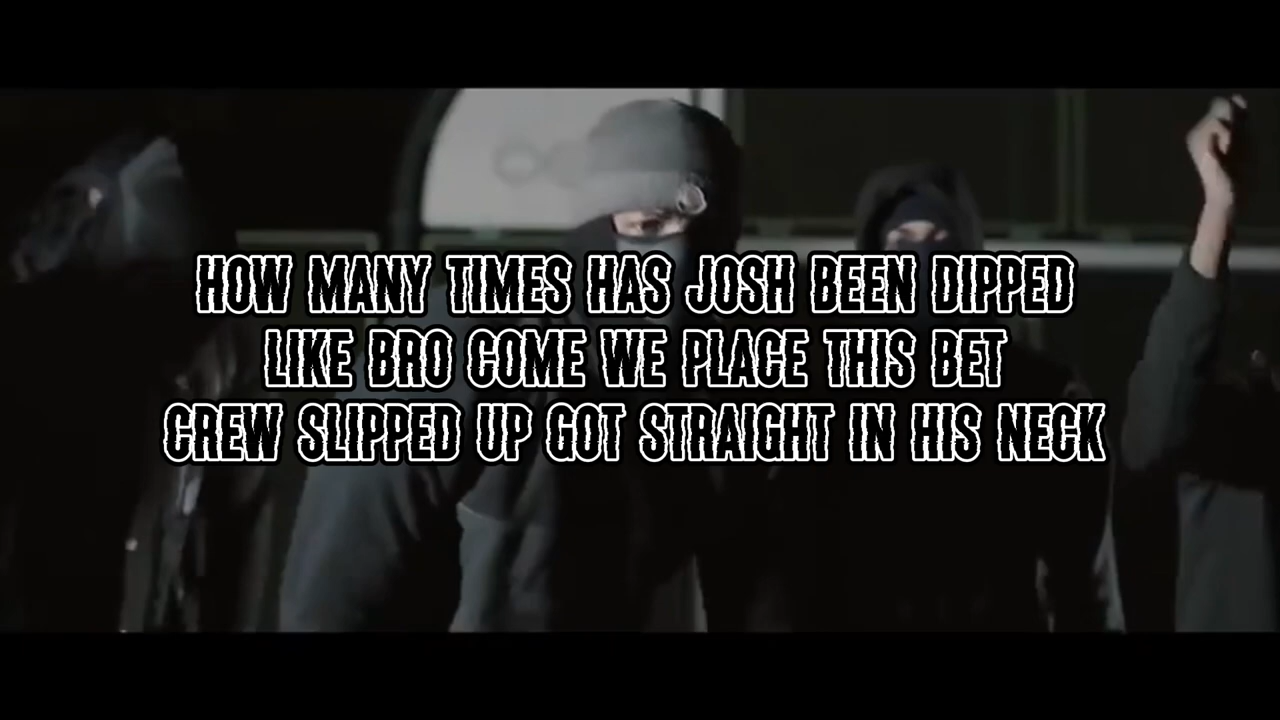 HOW MANY TIMES HAS JOSH BEEN DIPPED
LIKE BRO COME WE PLACE THIS BET
CREW SLIPPED UP GOT STRAIGHT IN HIS NECK